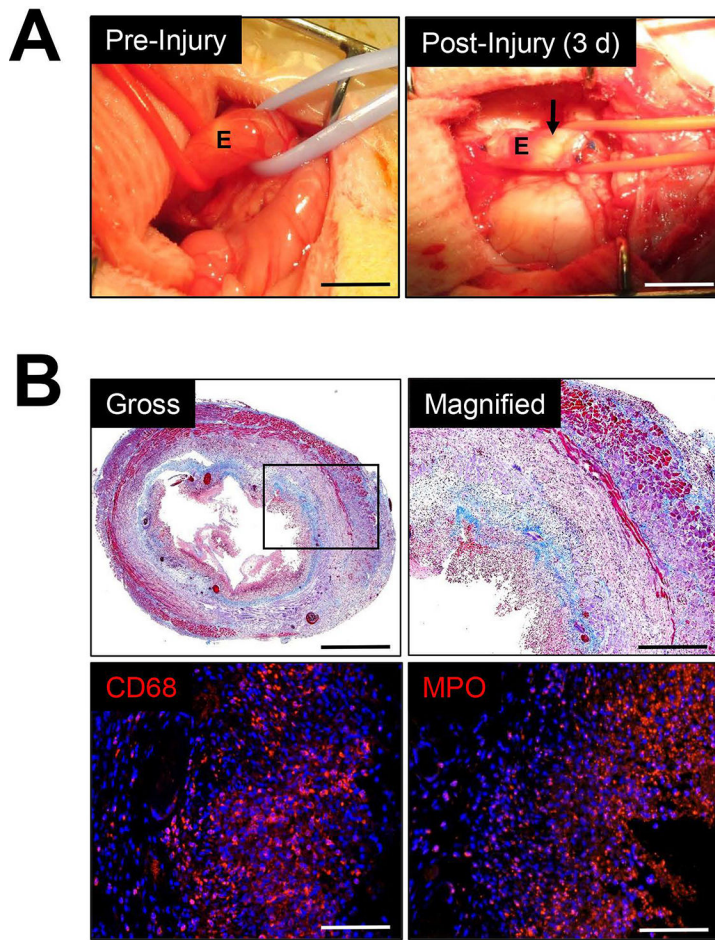 A
Pre-Injury
Post-Injury (3 d)
E
E
B
Gross
Magnified
CD68
MPO